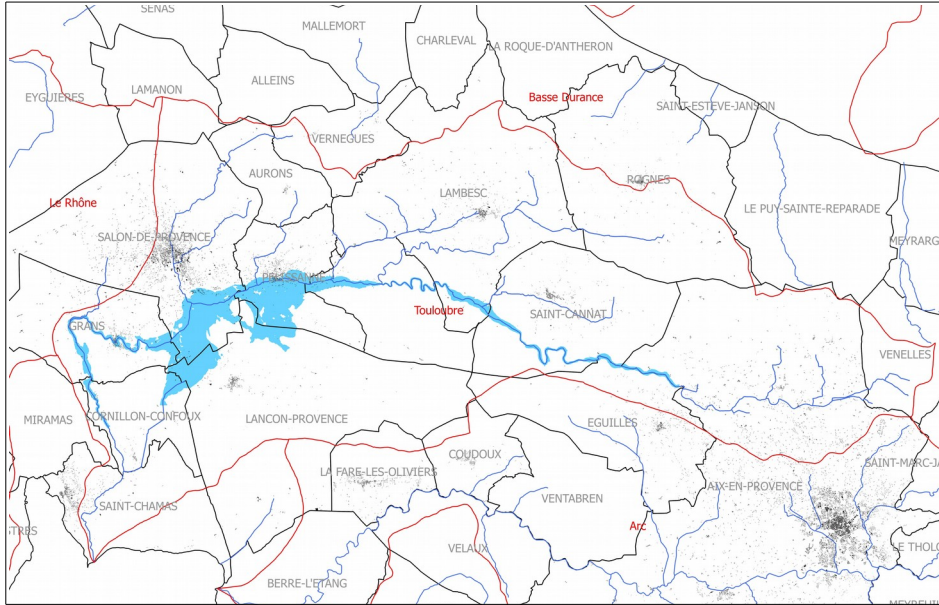 SENAS
MALLEMORT
CHARLEVAL
LA ROQUE-D'ANTHERON
ALLEINS
LAMANON
EYGUIERES
Basse Durance
SAINT-ESTEVE-JANSON
VERNEGUES
AURONS
LAMBESC
ROGNES
Le Rhône
LE PUY-SAINTE-REPARADE
SALON-DE-PROVENCE
MEYRARG
PELISSANNE
Touloubre
SAINT-CANNAT
GRANS
VENELLES
MIRAMAS
CORNILLON-CONFOUX
LANCON-PROVENCE
EGUILLES
COUDOUX
SAINT-MARC-JA
LA FARE-LES-OLIVIERS
AIX-EN-PROVENCE
VENTABREN
SAINT-CHAMAS
STRES
Arc
VELAUX
LE THOLO
BERRE-L'ETANG
MEYREUIL